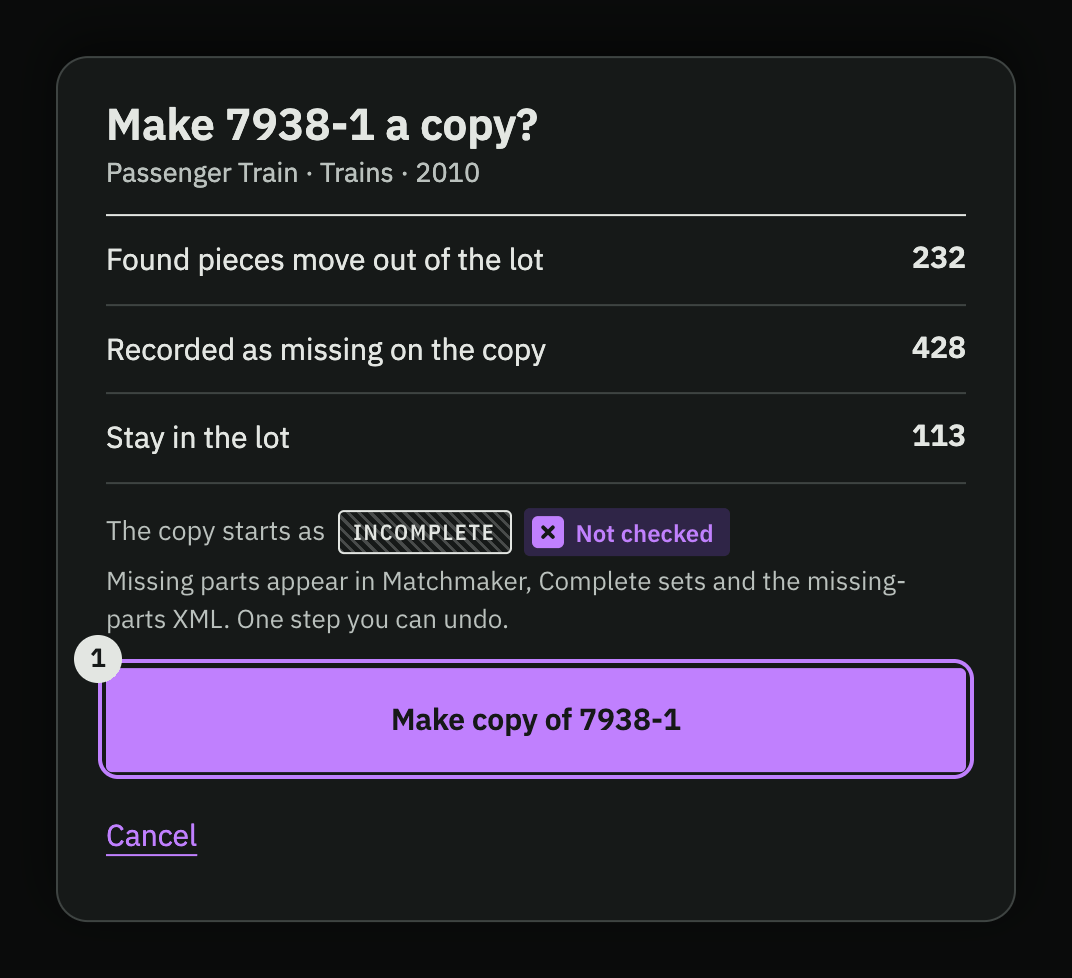 Make 7938-1 a copy?
Passenger Train · Trains · 2010
Found pieces move out of the lot 232
Recorded as missing on the copy 428
Stay in the lot 113
The copy starts as INCOMPLETE Not checked
Missing parts appear in Matchmaker, Complete sets and the missing-
parts XML. One step you can undo.
1
Make copy of 7938-1
Cancel